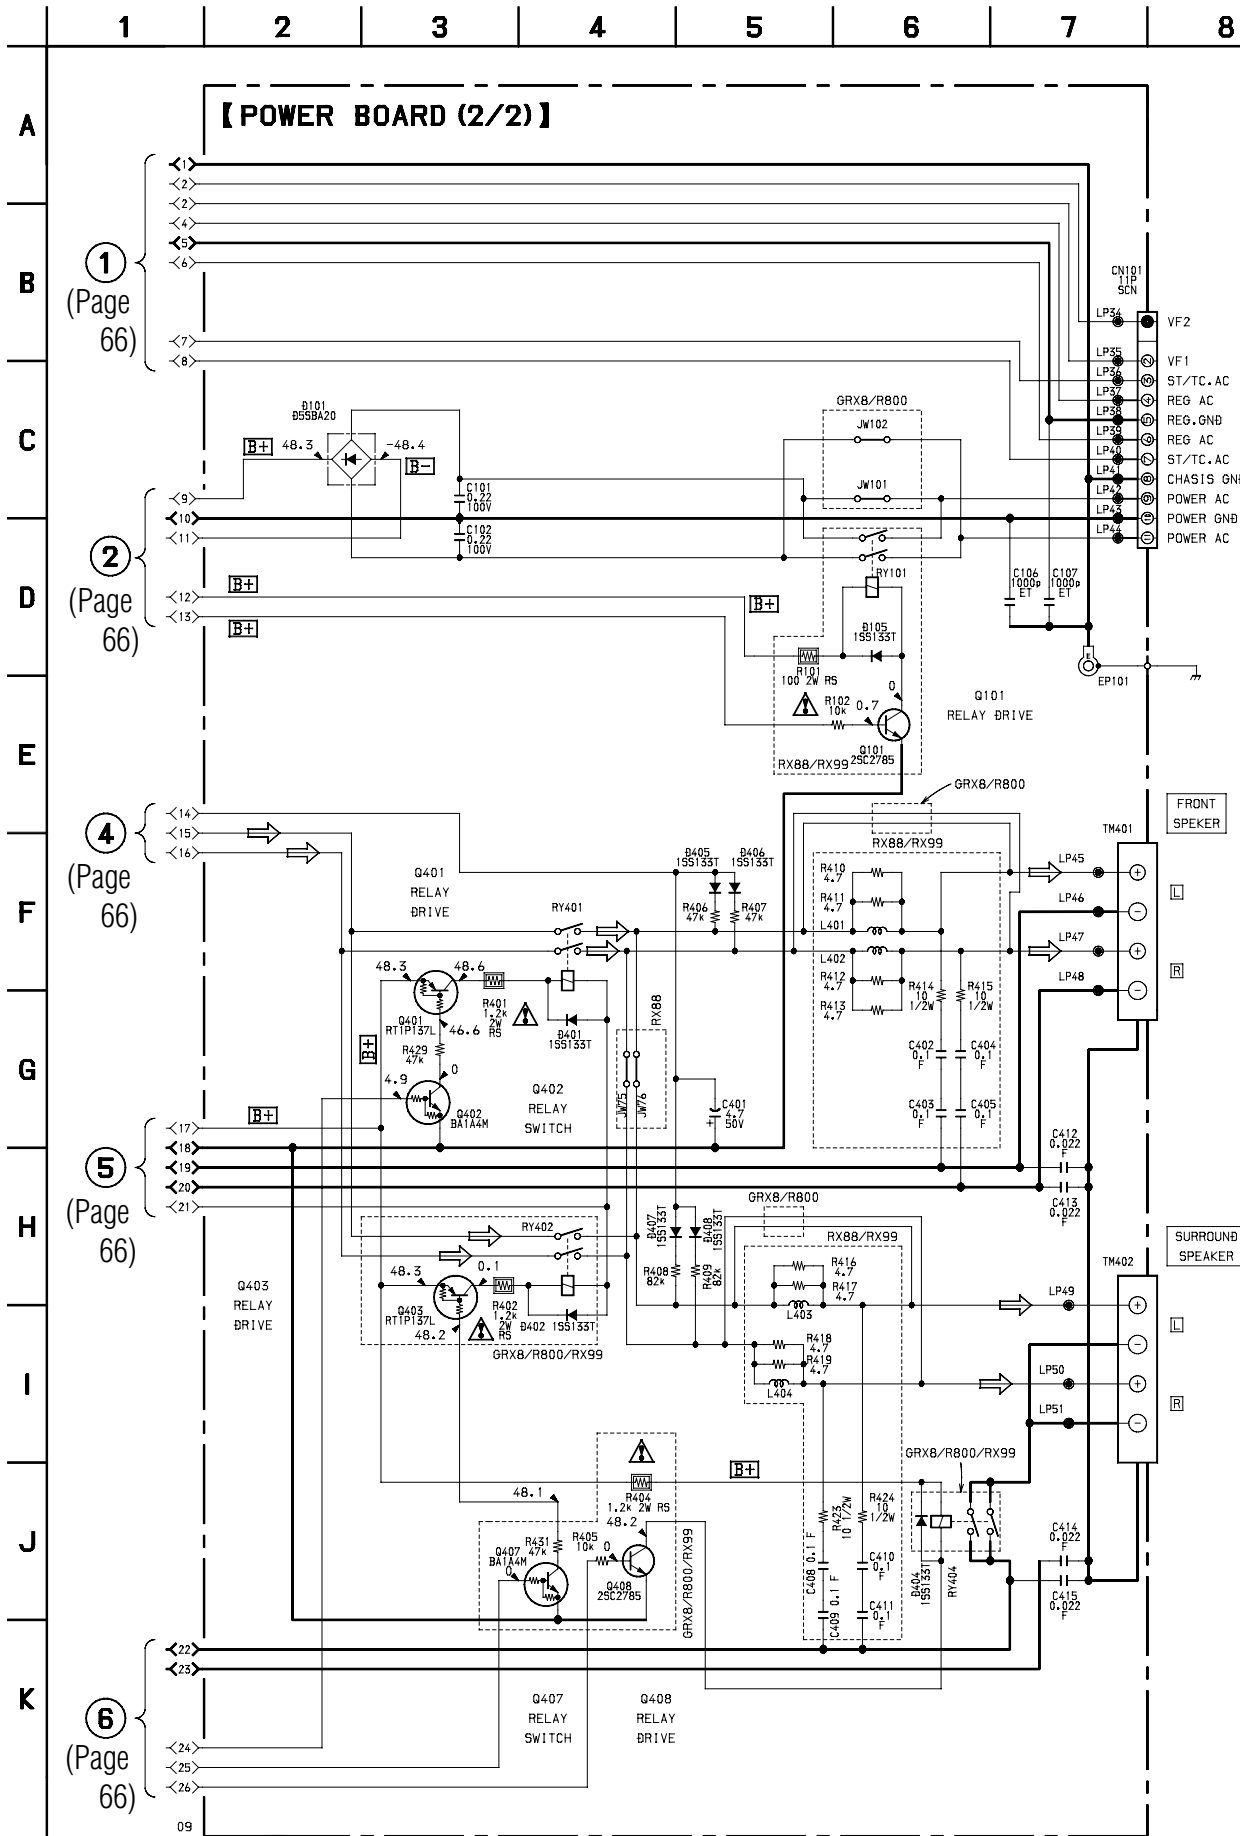 1 2 3 4 5 6 7 8
A
B
C
D
E
F
G
H
I
J
K
【POWER BOARD (2/2)】
1
2
2
4
5
6
7
8
1
(Page
66)
CN101
11P
SCN
LP34
VF2
LP35
VF1
LP36
ST/TC.AC
LP37
REG AC
LP38
REG.GND
LP39
REG AC
LP40
ST/TC.AC
LP41
CHASIS GND
LP42
POWER AC
LP43
POWER GND
LP44
POWER AC
D101
D5SBA20
B+
48.3
-48.4
B-
C101
0.22
100V
C102
0.22
100V
GRX8/R800
JW102
JW101
9
10
11
2
(Page
66)
12
13
B+
B+
B+
RY101
D105
1SS133T
R101
100 2W RS
R102
10k
0.7
0
Q101
2SC2785
RX88/RX99
Q101
RELAY DRIVE
C106
1000p
ET
C107
1000p
ET
E
EP101
14
15
16
4
(Page
66)
GRX8/R800
RX88/RX99
FRONT
SPEKER
TM401
LP45
+
L
LP46
−
LP47
+
R
LP48
−
Q401
RELAY
DRIVE
RY401
D405
1SS133T
D406
1SS133T
R406
47k
R407
47k
R410
4.7
R411
4.7
L401
L402
R412
4.7
R413
4.7
R414
10
1/2W
R415
10
1/2W
48.3
48.6
Q401
RT1P137L
46.6
R401
1.2k
2W
RS
D401
1SS133T
RX88
JW75
JW76
B+
R429
47k
4.9
0
Q402
BA1A4M
Q402
RELAY
SWITCH
C401
4.7
50V
+
C402
0.1
F
C404
0.1
F
C403
0.1
F
C405
0.1
F
B+
17
18
19
20
21
5
(Page
66)
C412
0.022
F
C413
0.022
F
GRX8/R800
RX88/RX99
SURROUND
SPEAKER
TM402
RY402
D407
1SS133T
D408
1SS133T
R408
82k
R409
82k
R416
4.7
R417
4.7
L403
Q403
RELAY
DRIVE
48.3
0.1
Q403
RT1P137L
48.2
R402
1.2k
2W
RS
D402 1SS133T
GRX8/R800/RX99
R418
4.7
R419
4.7
L404
LP49
+
L
−
LP50
+
R
LP51
−
GRX8/R800/RX99
B+
48.1
R404
1.2k 2W RS
48.2
R431
47k
R405
10k
Q407
BA1A4M
0
0
Q408
2SC2785
GRX8/R800/RX99
R423
10 1/2W
R424
10
1/2W
C408 0.1 F
C410
0.1
F
C409 0.1 F
C411
0.1
F
D404
1SS133T
RY404
C414
0.022
F
C415
0.022
F
22
23
6
(Page
66)
24
25
26
Q407
RELAY
SWITCH
Q408
RELAY
DRIVE
09